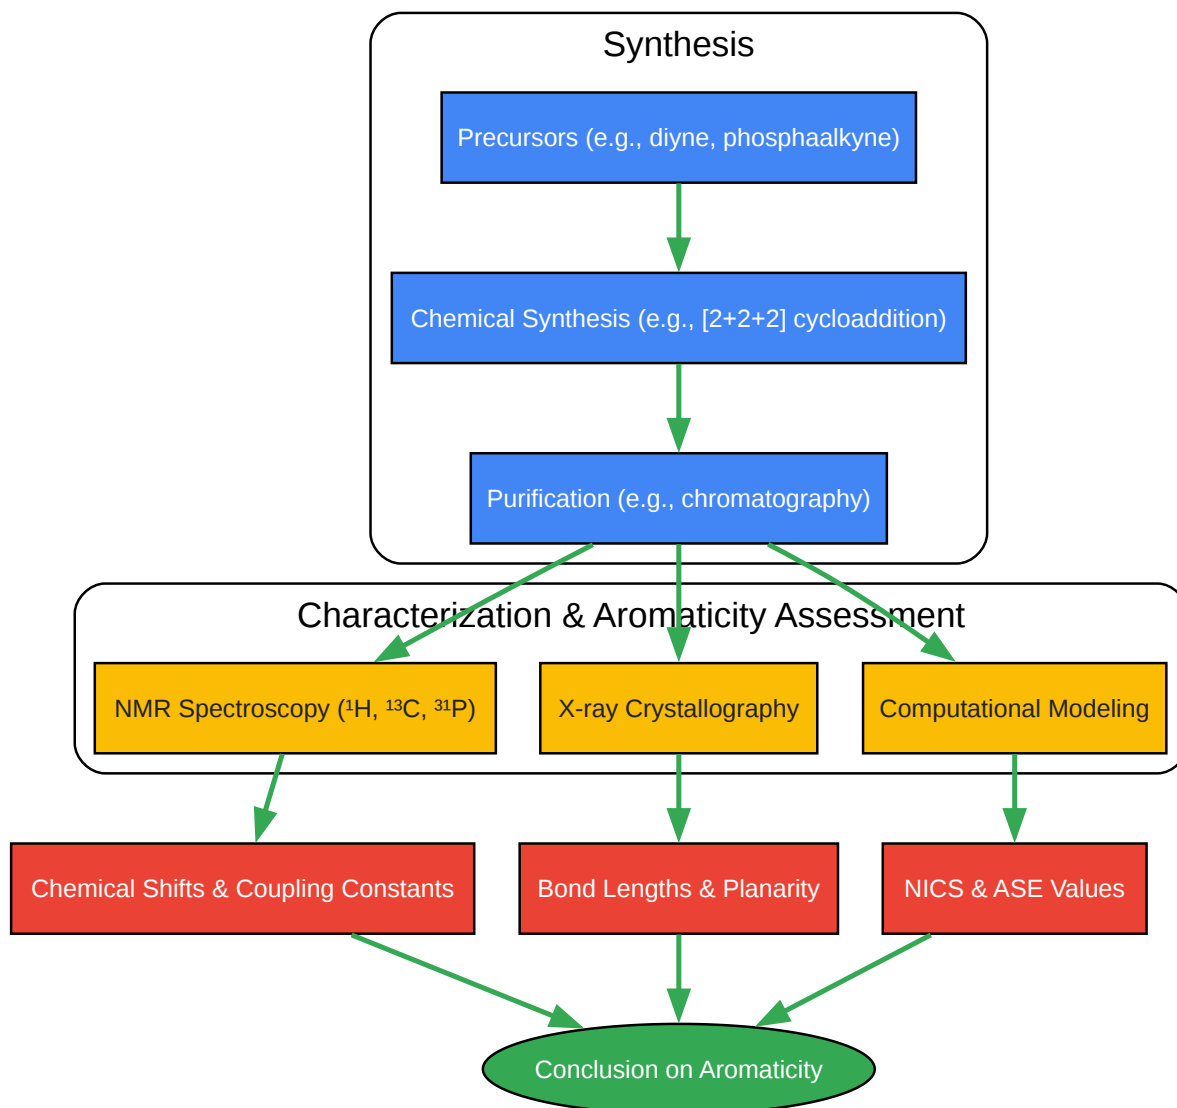 Synthesis
Precursors (e.g., diyne, phosphaalkyne)
Chemical Synthesis (e.g., [2+2+2] cycloaddition)
Purification (e.g., chromatography)
Characterization & Aromaticity Assessment
NMR Spectroscopy (¹H, ¹³C, ³¹P)
X-ray Crystallography
Computational Modeling
Chemical Shifts & Coupling Constants
Bond Lengths & Planarity
NICS & ASE Values
Conclusion on Aromaticity